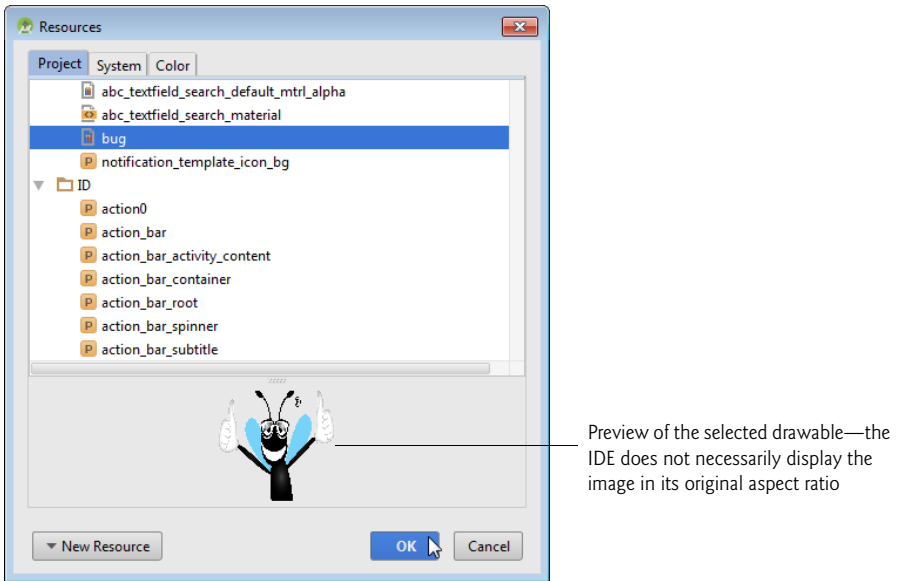 Resources
Project System Color
abc_textfield_search_default_mtrl_alpha
abc_textfield_search_material
bug
notification_template_icon_bg
ID
action0
action_bar
action_bar_activity_content
action_bar_container
action_bar_root
action_bar_spinner
action_bar_subtitle
Preview of the selected drawable—the
IDE does not necessarily display the
image in its original aspect ratio
New Resource OK Cancel